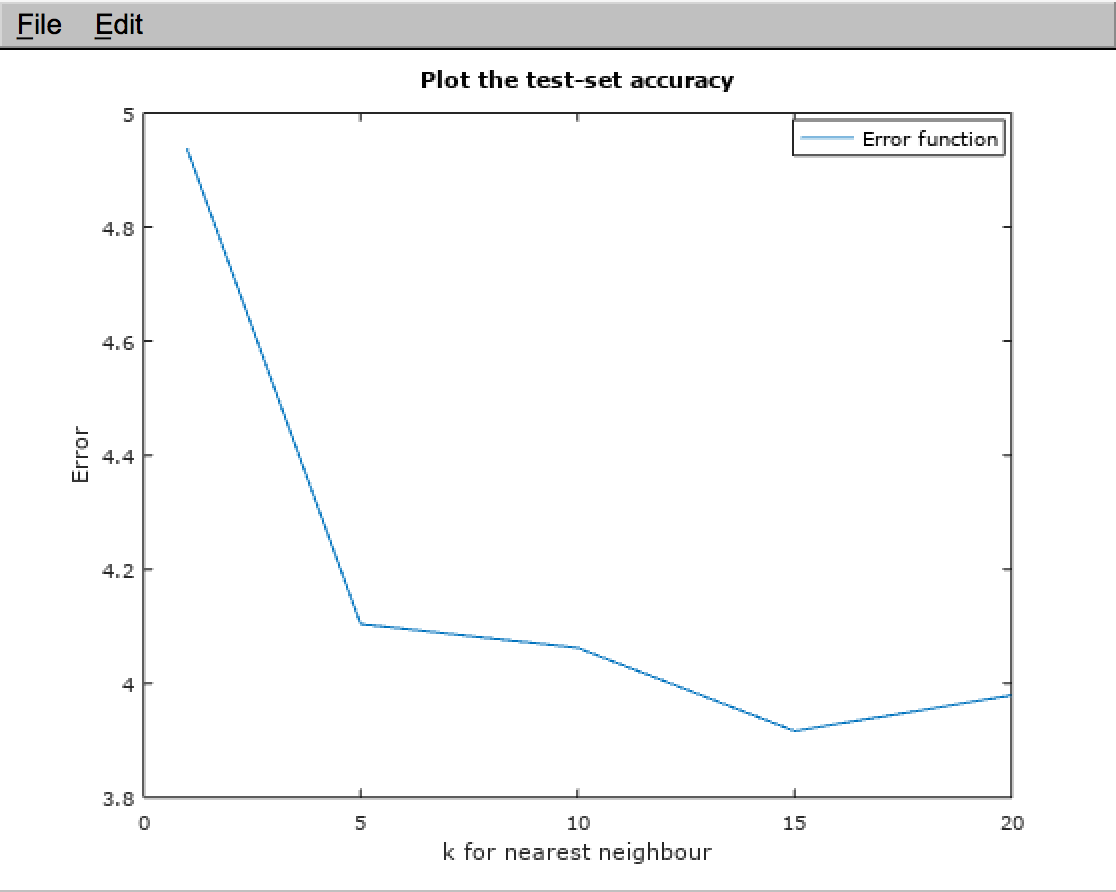 File Edit
Plot the test-set accuracy
Error function
5
4.8
4.6
4.4
4.2
4
3.8
Error
0 5 10 15 20
k for nearest neighbour